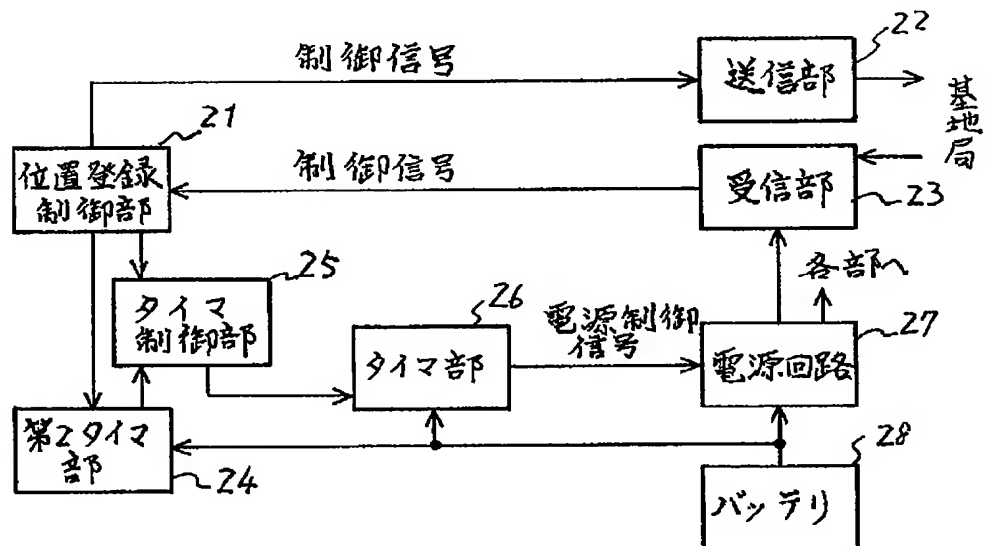 制御信号
22
送信部
基地局
21
位置登録
制御部
制御信号
受信部
23
各部へ
25
タイマ
制御部
26
タイマ部
電源制御
信号
27
電源回路
第2タイマ
部
24
28
バッテリ